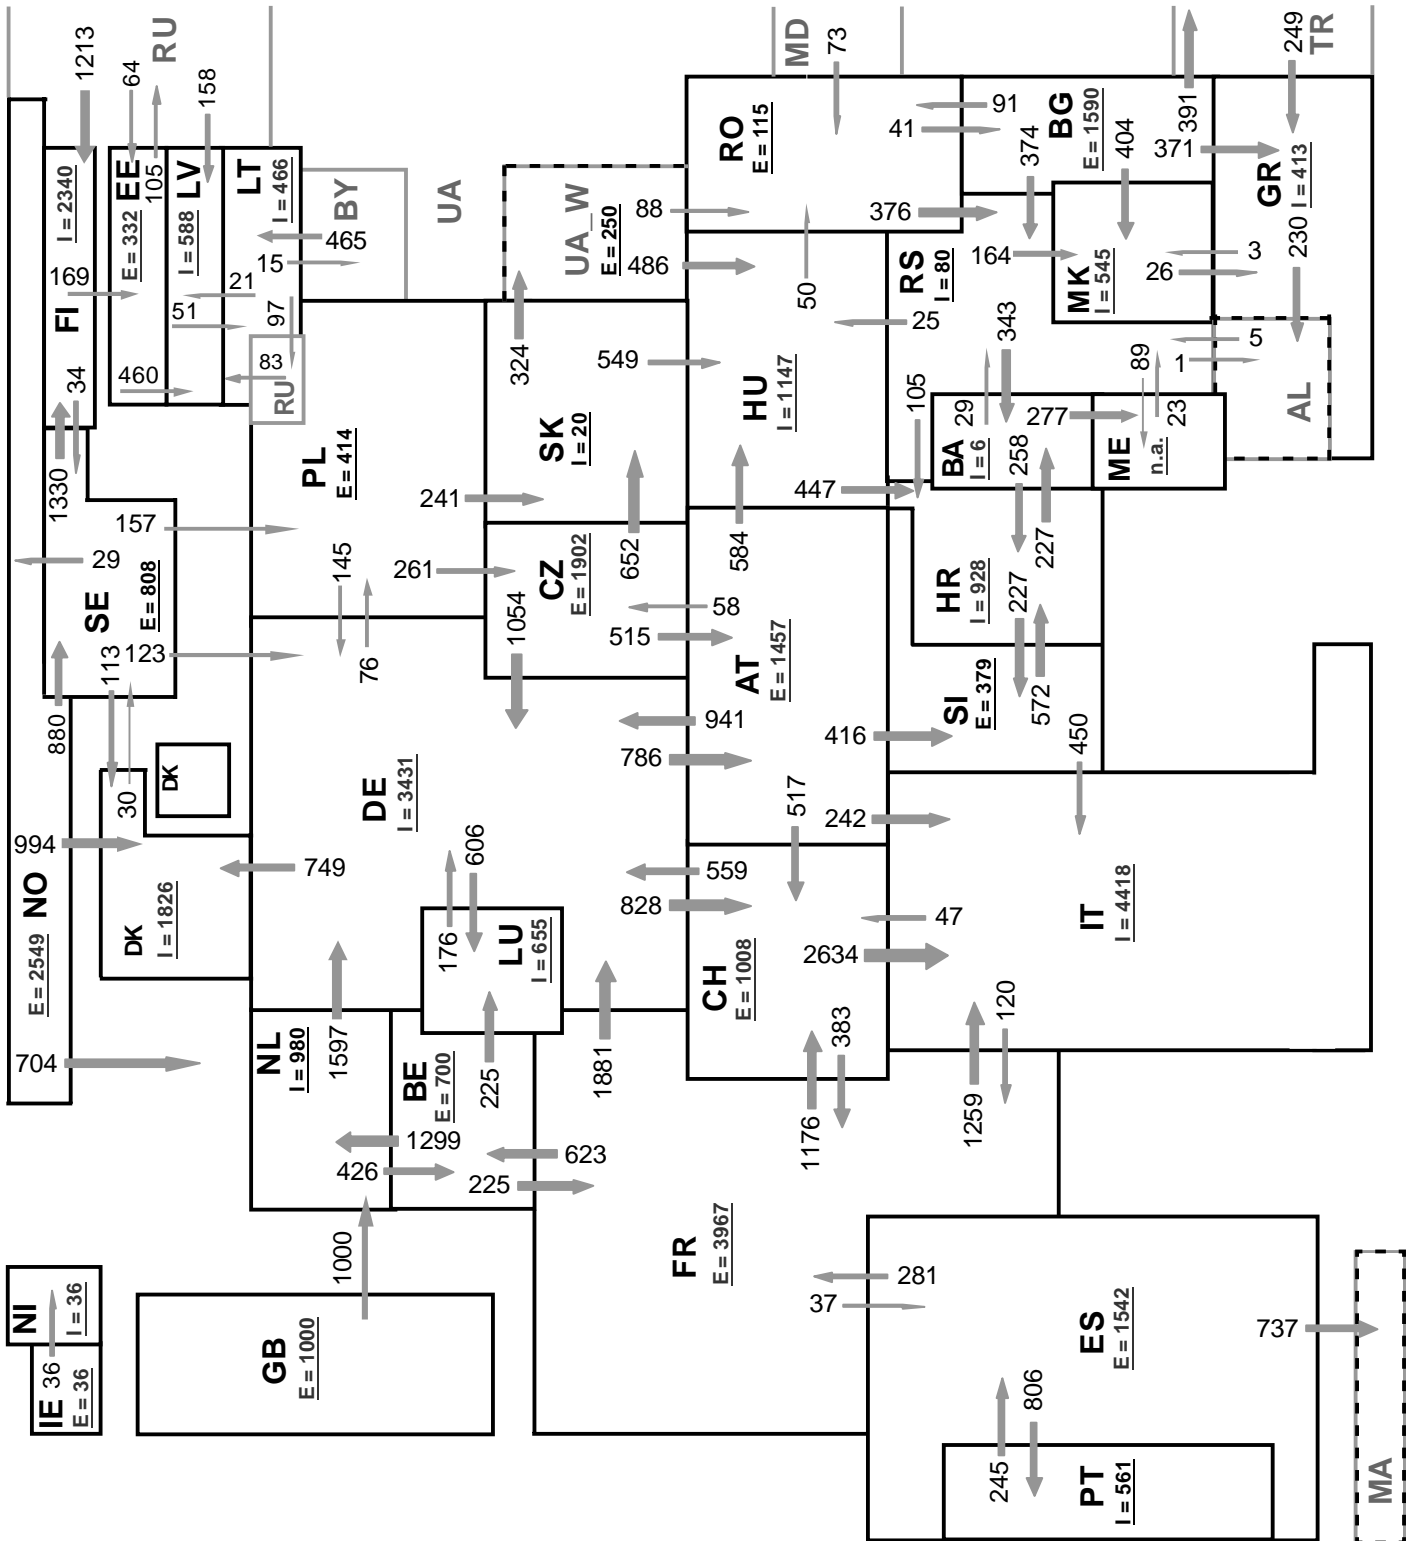 1213
64
RU
158
MD
73
249
TR
391
FI
I = 2340
EE
E = 332
105
LV
I = 588
LT
I = 466
BY
465
15
UA
UA_W
E = 250
88
486
RO
E = 115
91
41
374
BG
E = 1590
404
371
GR
I = 413
230
376
164
MK
I = 545
3
26
169
21
51
97
460
83
RU
34
1330
324
549
50
25
RS
I = 80
343
105
29
277
89
23
1
5
AL
BA
I = 6
ME
n.a.
258
227
157
29
SE
E = 808
113
123
880
30
PL
E = 414
145
76
241
261
SK
I = 20
652
CZ
E = 1902
1054
HU
I = 1147
584
447
58
515
HR
I = 928
227
572
SI
E = 379
450
416
AT
E = 1457
941
786
517
242
DK
994
NO
E = 2549
704
DK
I = 1826
749
DE
I = 3431
606
176
LU
I = 655
559
828
CH
E = 1008
47
2634
IT
I = 4418
NL
I = 980
1597
BE
E = 700
225
1881
1176
383
1259
120
1299
426
623
225
1000
NI
I = 36
IE
36
E = 36
GB
E = 1000
FR
E = 3967
281
37
ES
E = 1542
737
245
806
PT
I = 561
MA